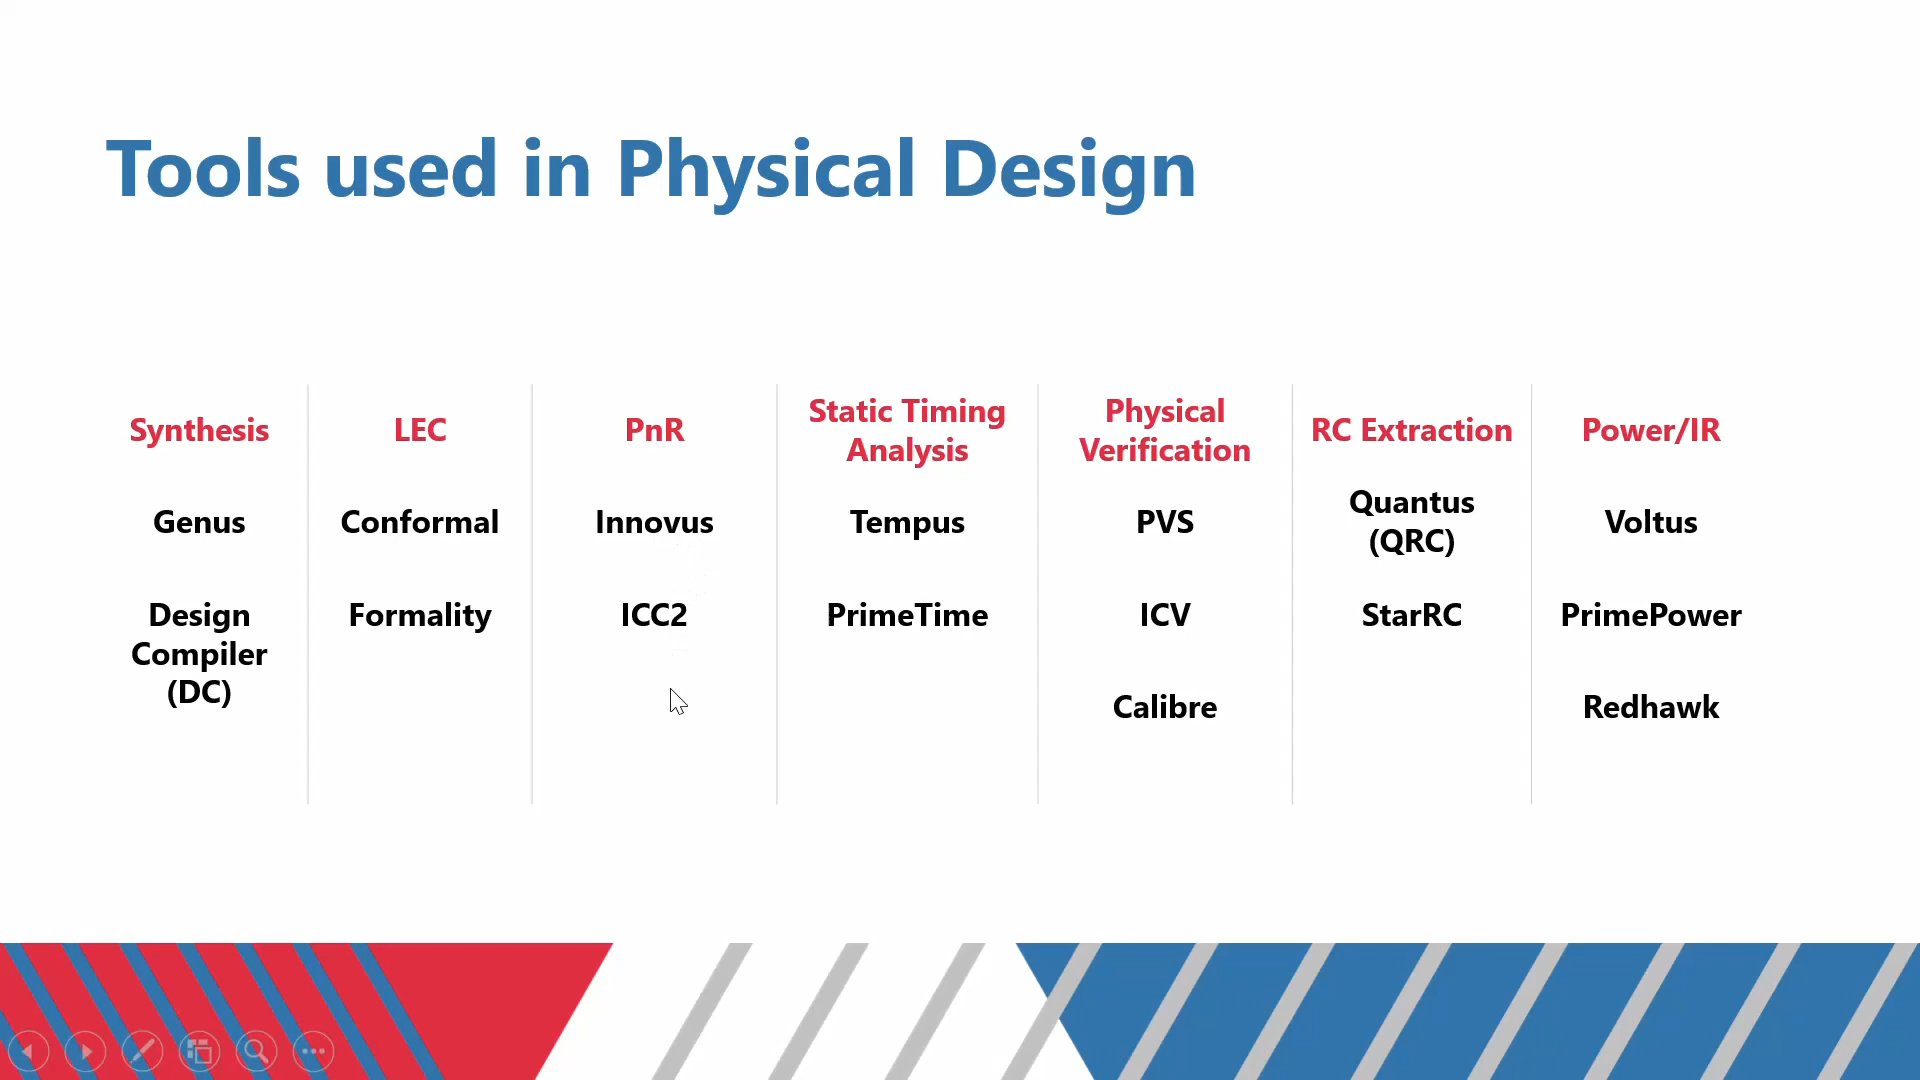 Tools used in Physical Design
Synthesis
LEC
PnR
Static Timing
Analysis
Physical
Verification
RC Extraction
Power/IR
Genus
Conformal
Innovus
Tempus
PVS
Quantus
(QRC)
Voltus
Design
Compiler
(DC)
Formality
ICC2
PrimeTime
ICV
StarRC
PrimePower
Calibre
Redhawk